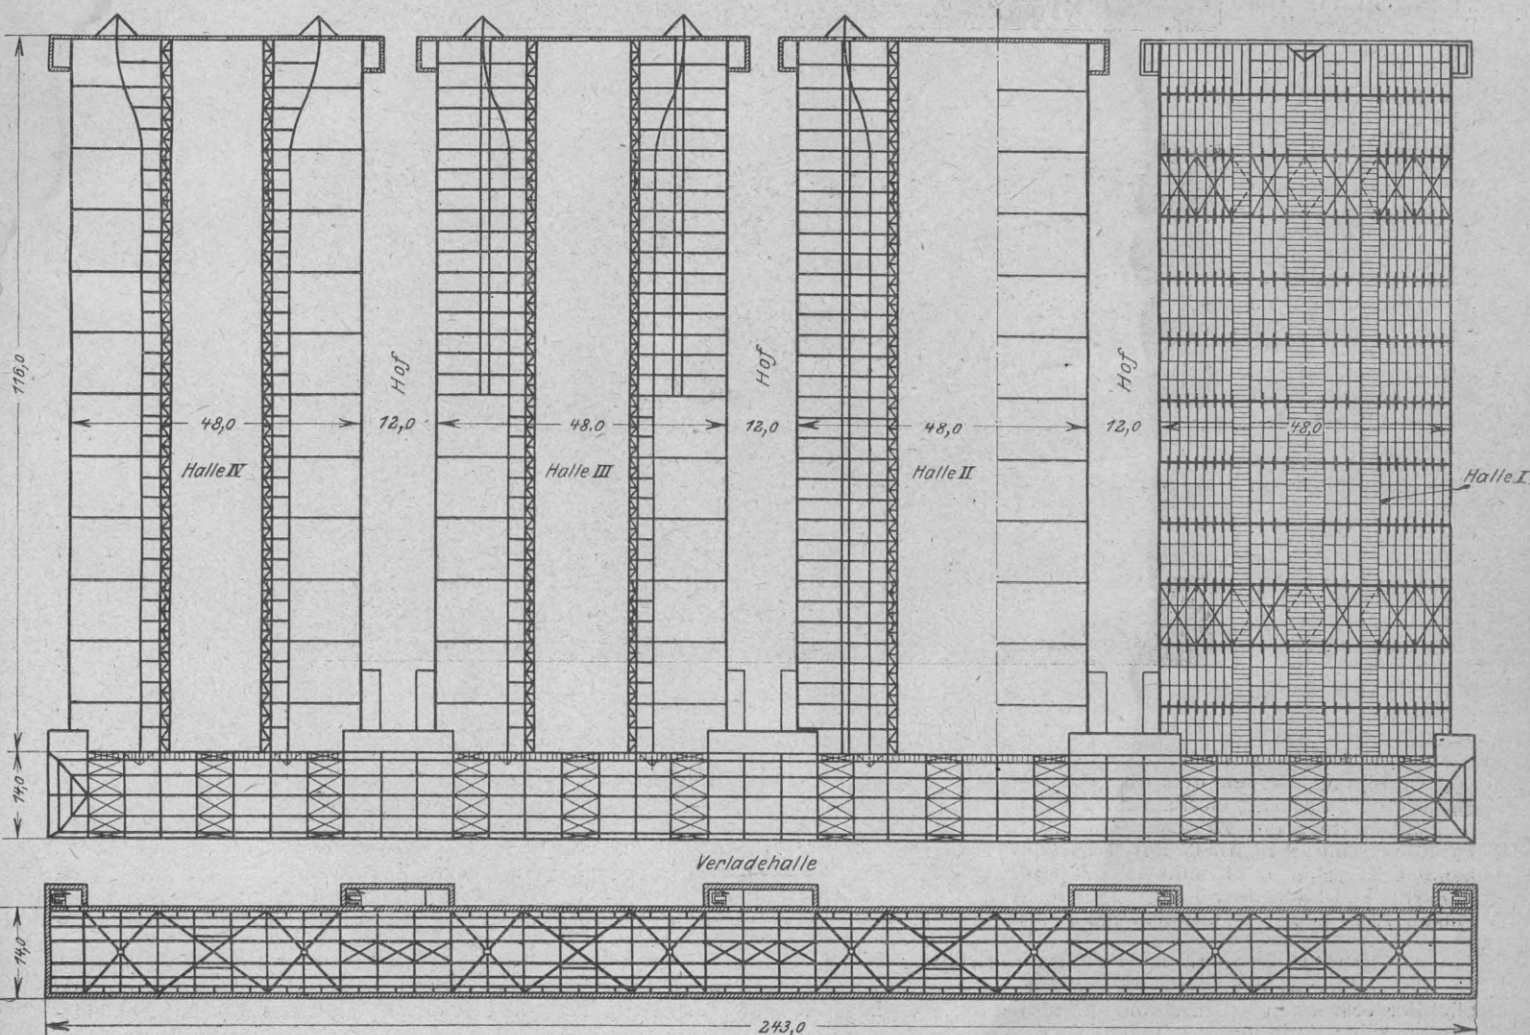 116,0
Hof
Hof
Hof
48,0
12,0
48.0
12,0
48,0
12,0
48,0
Halle IV
Halle III
Halle II
Halle I
14,0
Verladehalle
14,0
243,0